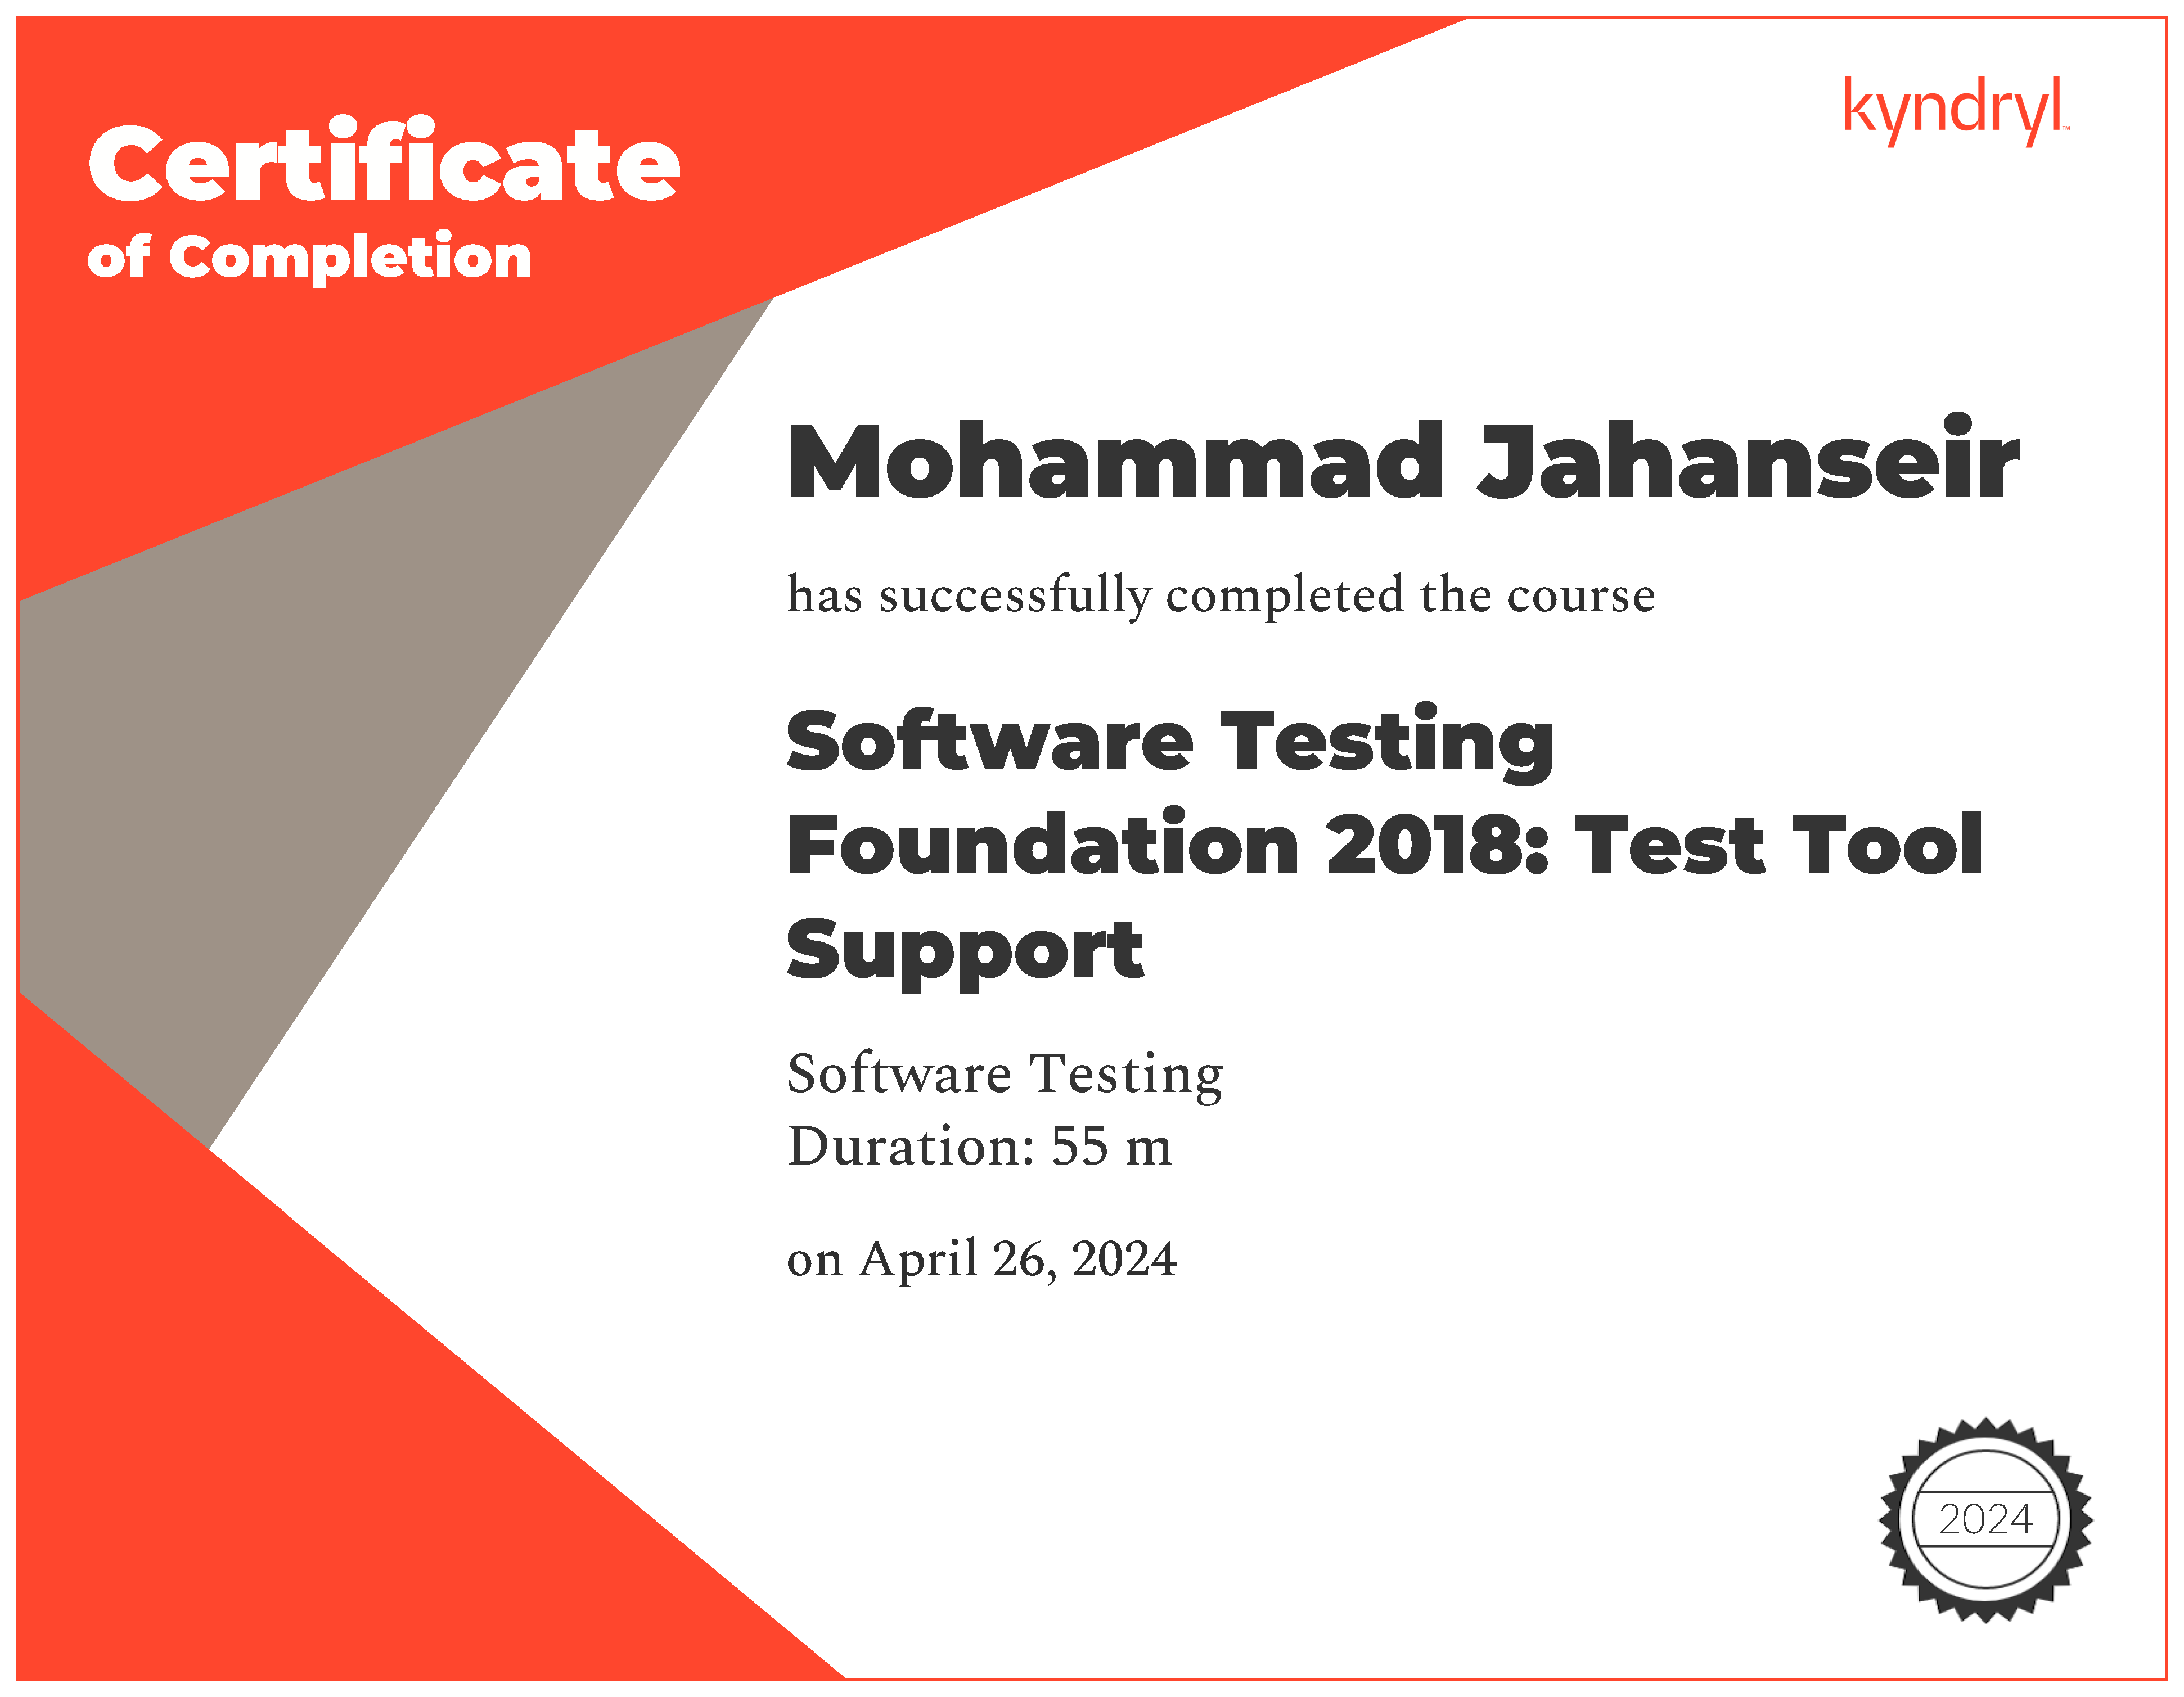 Certificate
of Completion
kyndryl™
Mohammad Jahanseir
has successfully completed the course
Software Testing
Foundation 2018: Test Tool
Support
Software Testing
Duration: 55 m
on April 26, 2024
2024